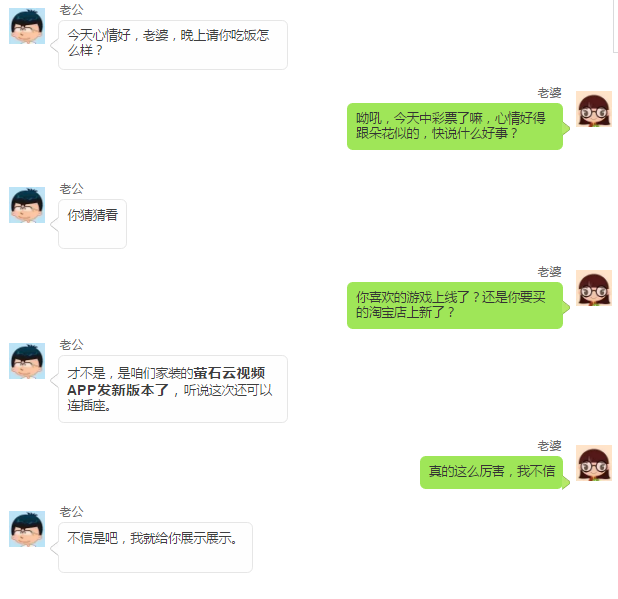 老公
今天心情好，老婆，晚上请你吃饭怎
么样？
老婆
呦吼，今天中彩票了嘛，心情好得
跟朵花似的，快说什么好事？
老公
你猜猜看
老婆
你喜欢的游戏上线了？还是你要买
的淘宝店上新了？
老公
才不是，是咱们家装的萤石云视频
APP发新版本了，听说这次还可以
连插座。
老婆
真的这么厉害，我不信
老公
不信是吧，我就给你展示展示。